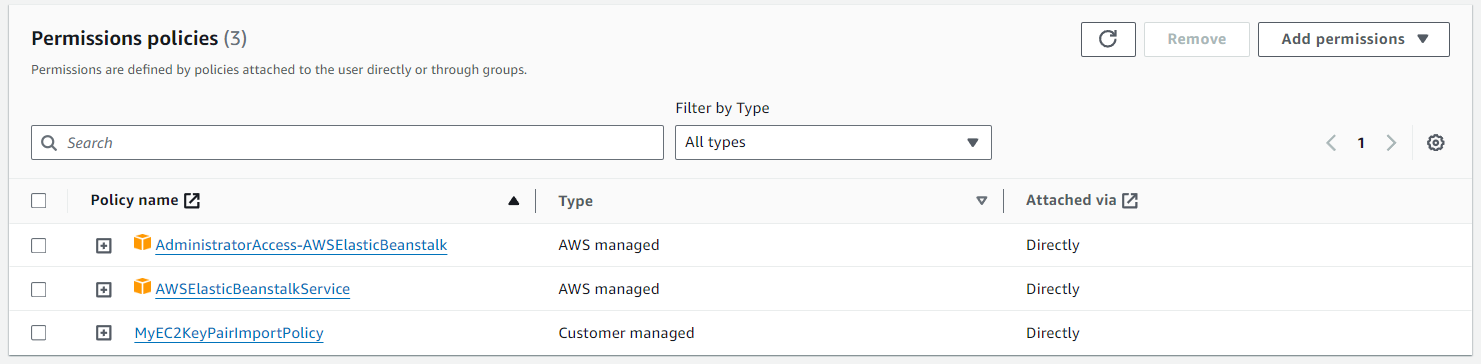 Permissions policies (3)
Remove
Add permissions
Permissions are defined by policies attached to the user directly or through groups.
Filter by Type
Search
All types
1
Policy name
Type
Attached via
AdministratorAccess-AWSElasticBeanstalk
AWS managed
Directly
AWSElasticBeanstalkService
AWS managed
Directly
MyEC2KeyPairImportPolicy
Customer managed
Directly